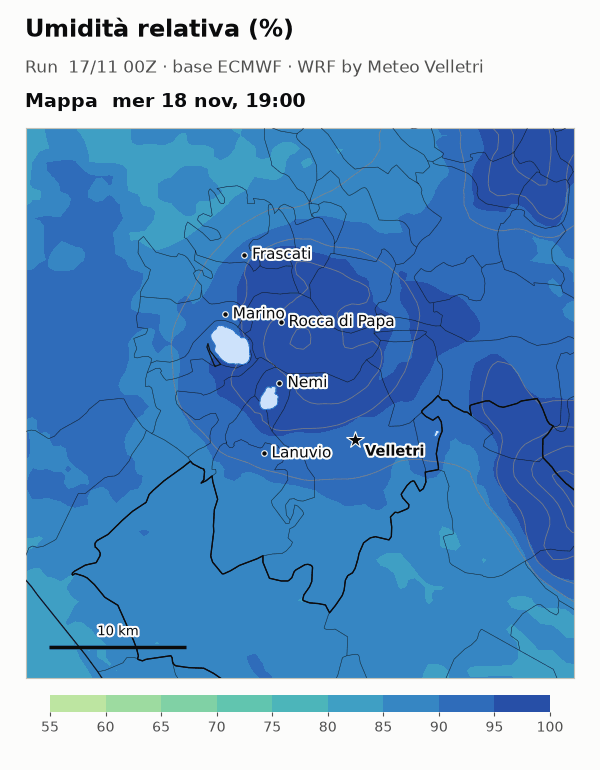 Umidità relativa (%)
Run  17/11 00Z · base ECMWF · WRF by Meteo Velletri
Mappa  mer 18 nov, 19:00
Frascati
Marino
Rocca di Papa
Nemi
Velletri
Lanuvio
10 km
55 60 65 70 75 80 85 90 95 100